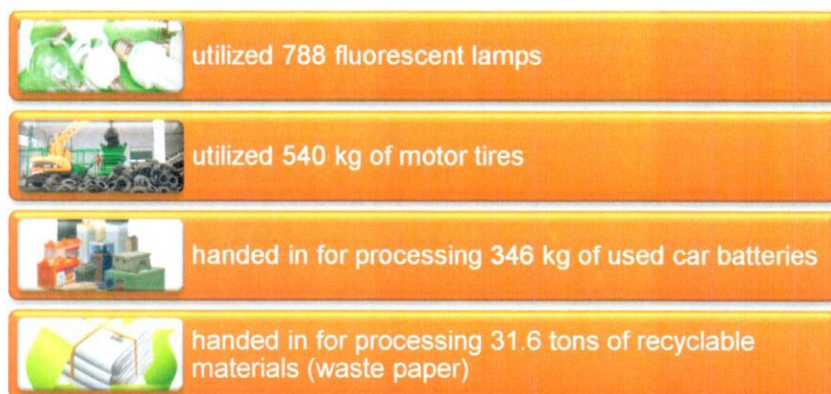 utilized 788 fluorescent lamps
utilized 540 kg of motor tires
handed in for processing 346 kg of used car batteries
handed in for processing 31.6 tons of recyclable
materials (waste paper)